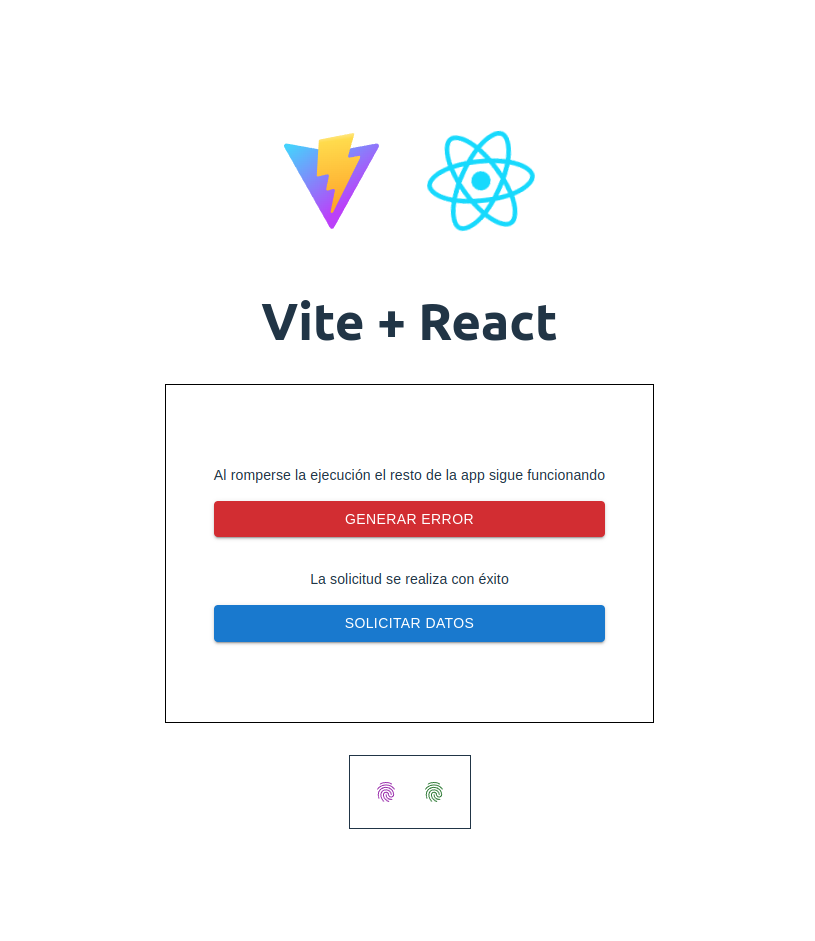 Vite + React
Al romperse la ejecución el resto de la app sigue funcionando
GENERAR ERROR
La solicitud se realiza con éxito
SOLICITAR DATOS